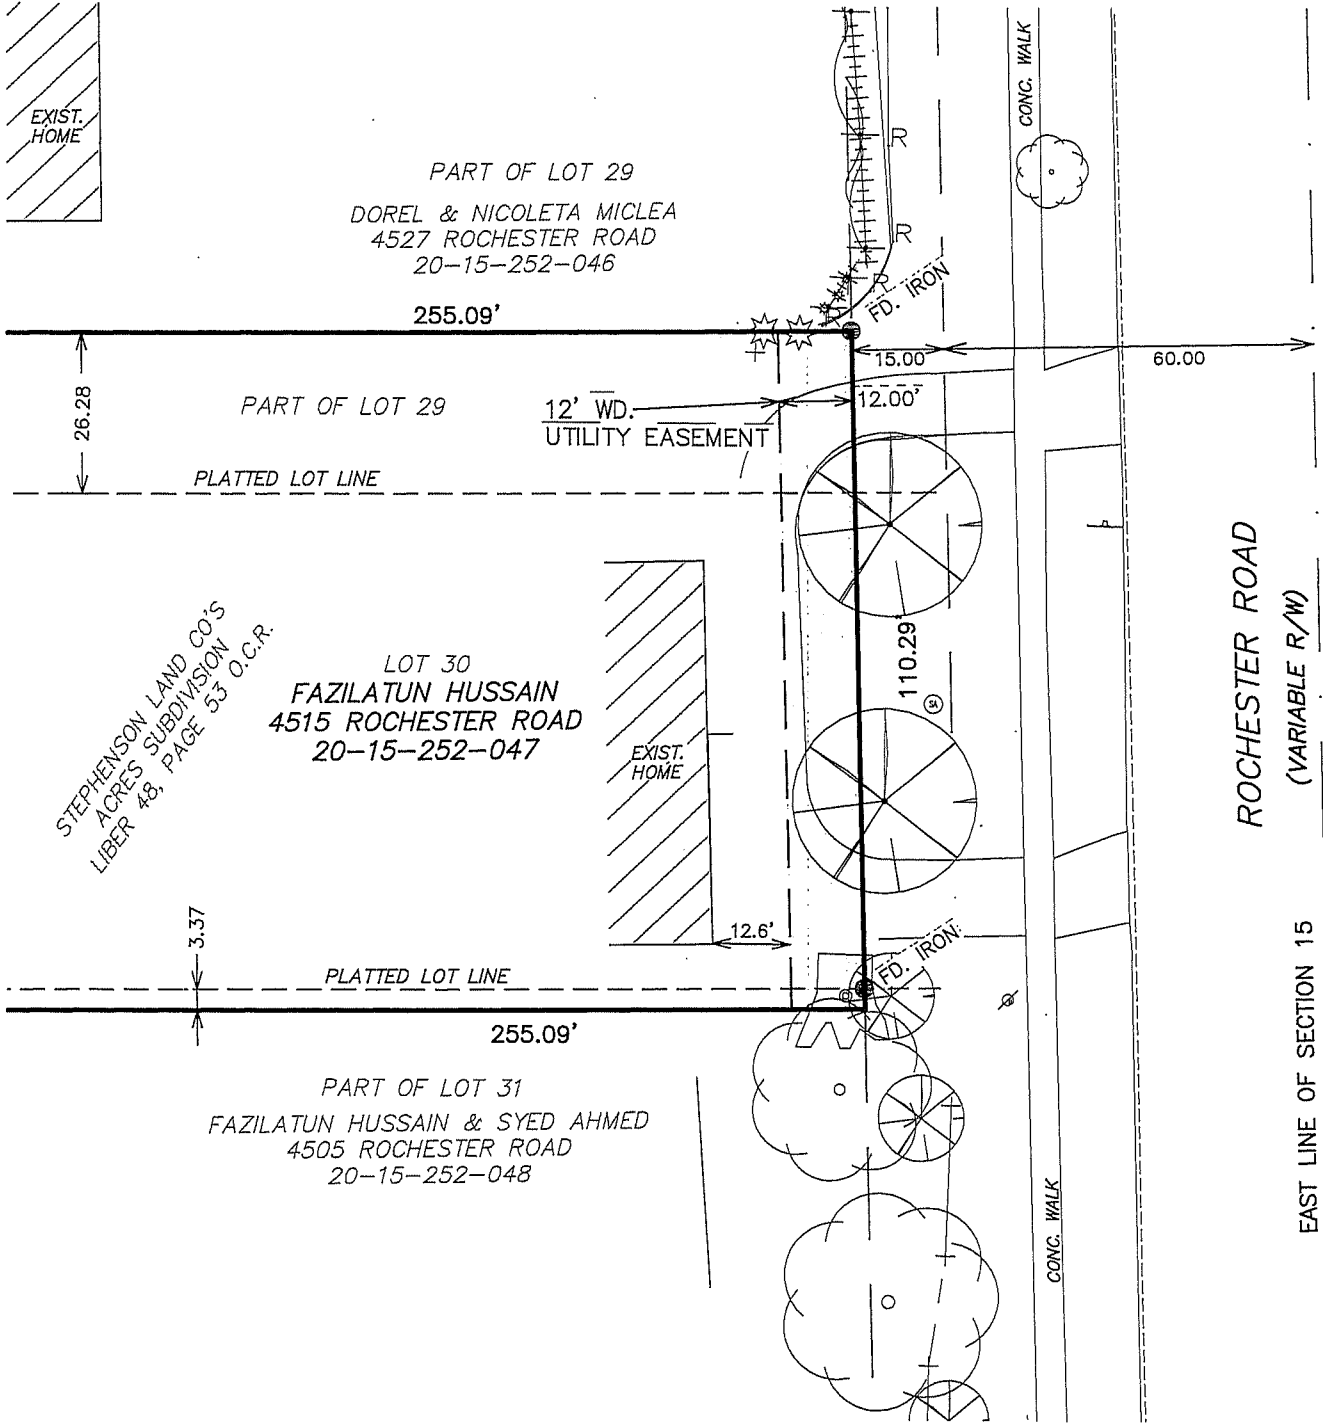 CONC. WALK
EXIST.
HOME
R
PART OF LOT 29
DOREL & NICOLETA MICLEA
4527 ROCHESTER ROAD
20-15-252-046
R
R
FD. IRON
255.09'
15.00
60.00
26.28
PART OF LOT 29
12' WD.
UTILITY EASEMENT
12.00'
PLATTED LOT LINE
110.29'
ROCHESTER ROAD
(VARIABLE R/W)
STEPHENSON LAND CO'S
ACRES SUBDIVISION
LIBER 48, PAGE 53 O.C.R.
LOT 30
FAZILATUN HUSSAIN
4515 ROCHESTER ROAD
20-15-252-047
EXIST.
HOME
SA
3.37
12.6'
FD. IRON
PLATTED LOT LINE
255.09'
EAST LINE OF SECTION 15
PART OF LOT 31
FAZILATUN HUSSAIN & SYED AHMED
4505 ROCHESTER ROAD
20-15-252-048
CONC. WALK